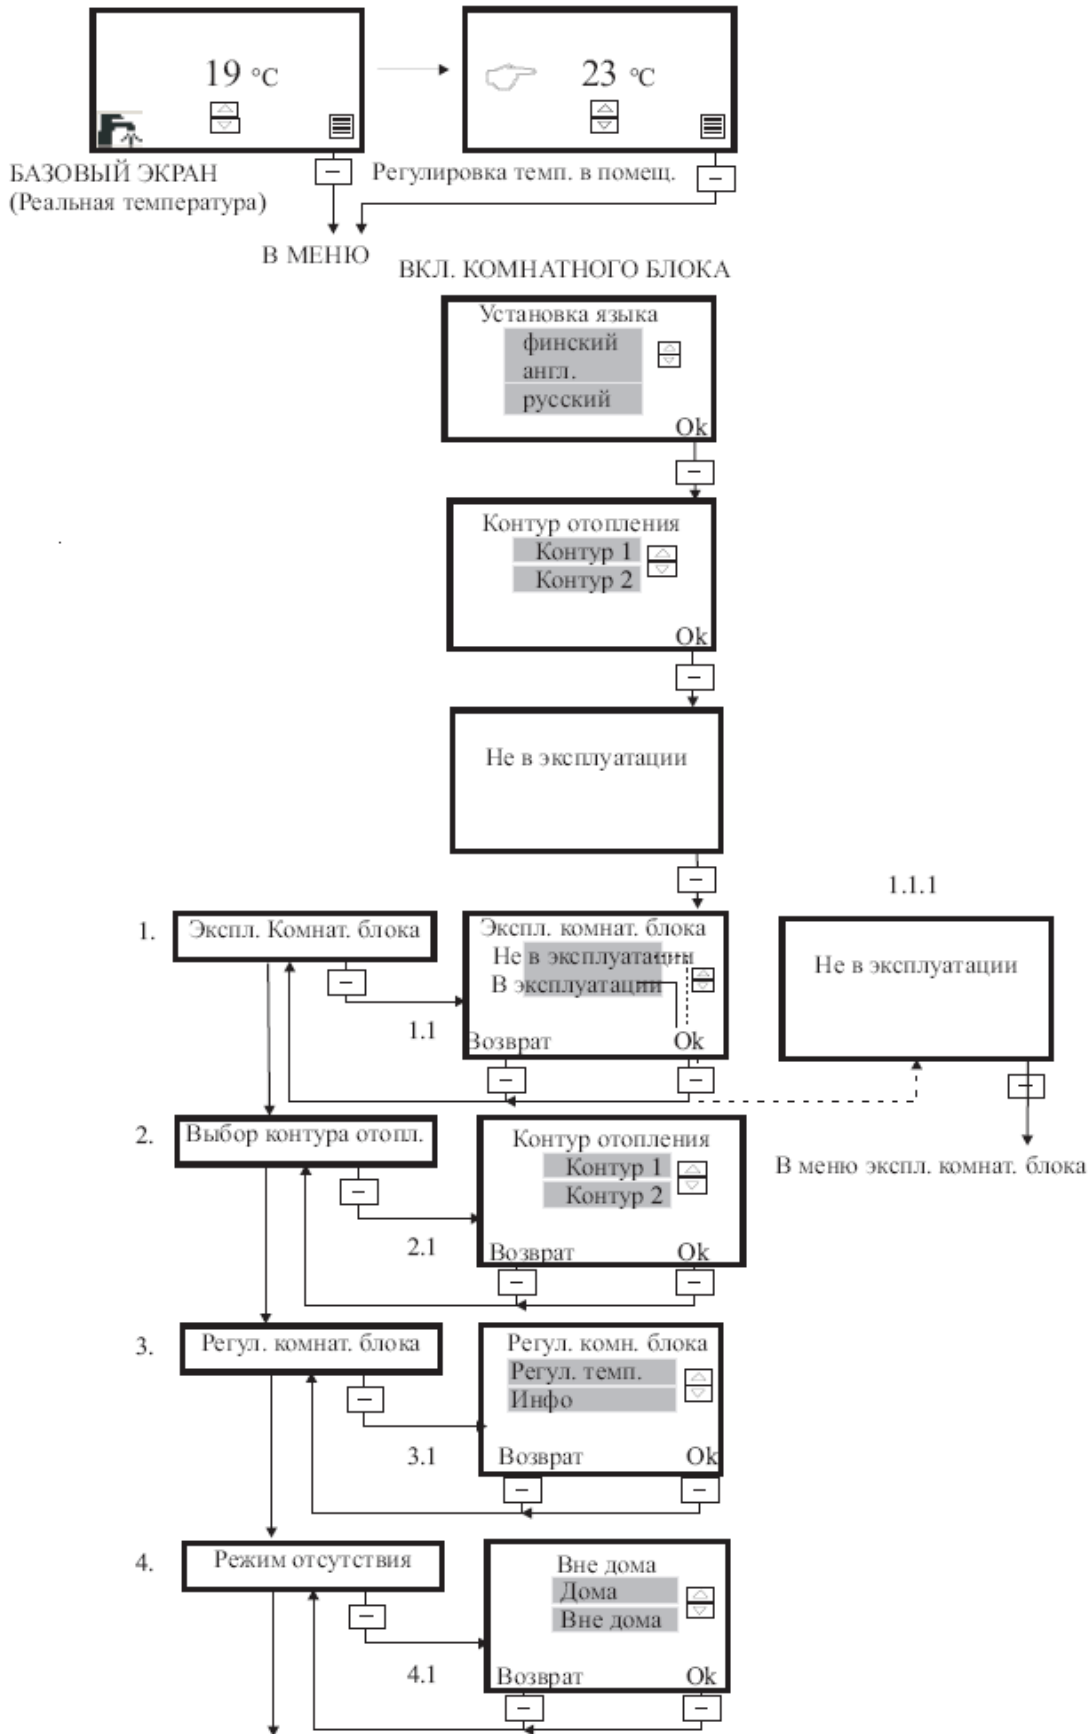 19 °C
23 °C
БАЗОВЫЙ ЭКРАН
(Реальная температура)
Регулировка темп. в помещ.
В МЕНЮ
ВКЛ. КОМНАТНОГО БЛОКА
Установка языка
финский
англ.
русский
Ok
Контур отопления
Контур 1
Контур 2
Ok
Не в эксплуатации
1.
Экспл. Комнат. блока
1.1
Экспл. комнат. блока
Не в эксплуатации
В эксплуатации
Возврат Ok
1.1.1
Не в эксплуатации
В меню экспл. комнат. блока
2.
Выбор контура отопл.
2.1
Контур отопления
Контур 1
Контур 2
Возврат Ok
3.
Регул. комнат. блока
3.1
Регул. комн. блока
Регул. темп.
Инфо
Возврат Ok
4.
Режим отсутствия
4.1
Вне дома
Дома
Вне дома
Возврат Ok